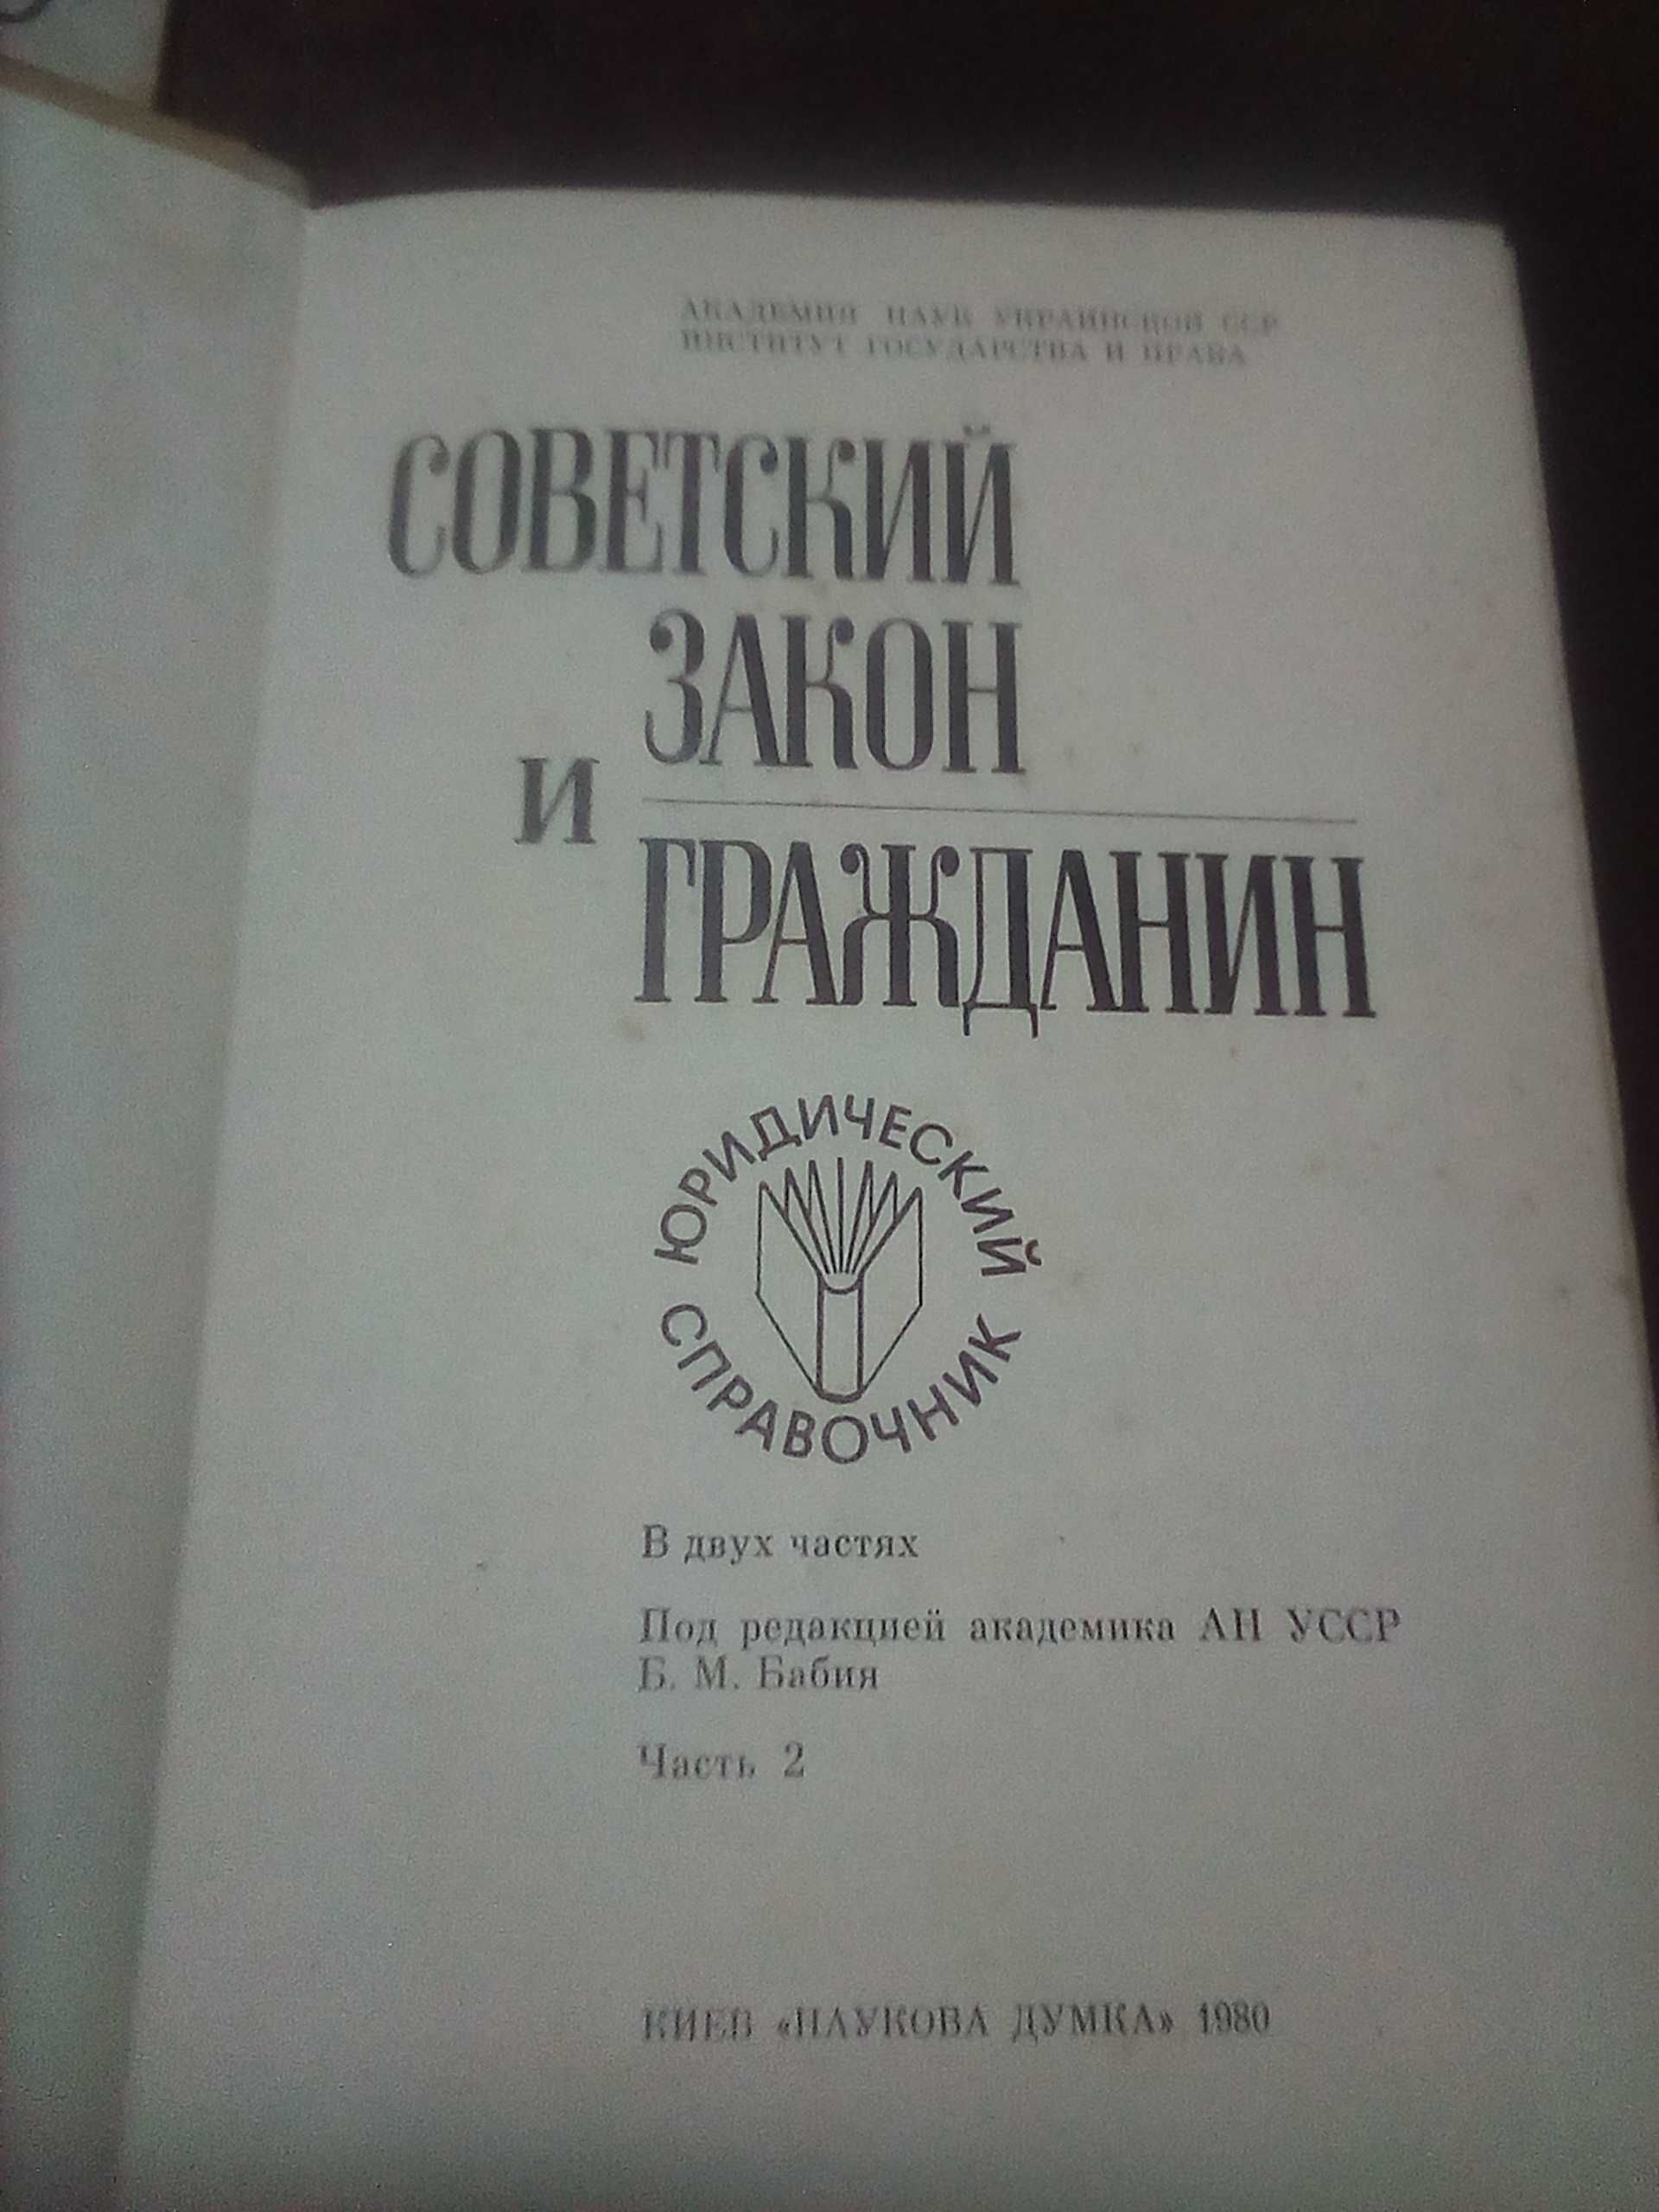 АКАДЕМИЯ НАУК УКРАИНСКОЙ ССР
ИНСТИТУТ ГОСУДАРСТВА И ПРАВА
СОВЕТСКИЙ
ЗАКОН
И
ГРАЖДАНИН
ЮРИДИЧЕСКИЙ
СПРАВОЧНИК
В двух частях
Под редакцией академика АН УССР
Б. М. Бабия
Часть 2
КИЕВ «НАУКОВА ДУМКА» 1980